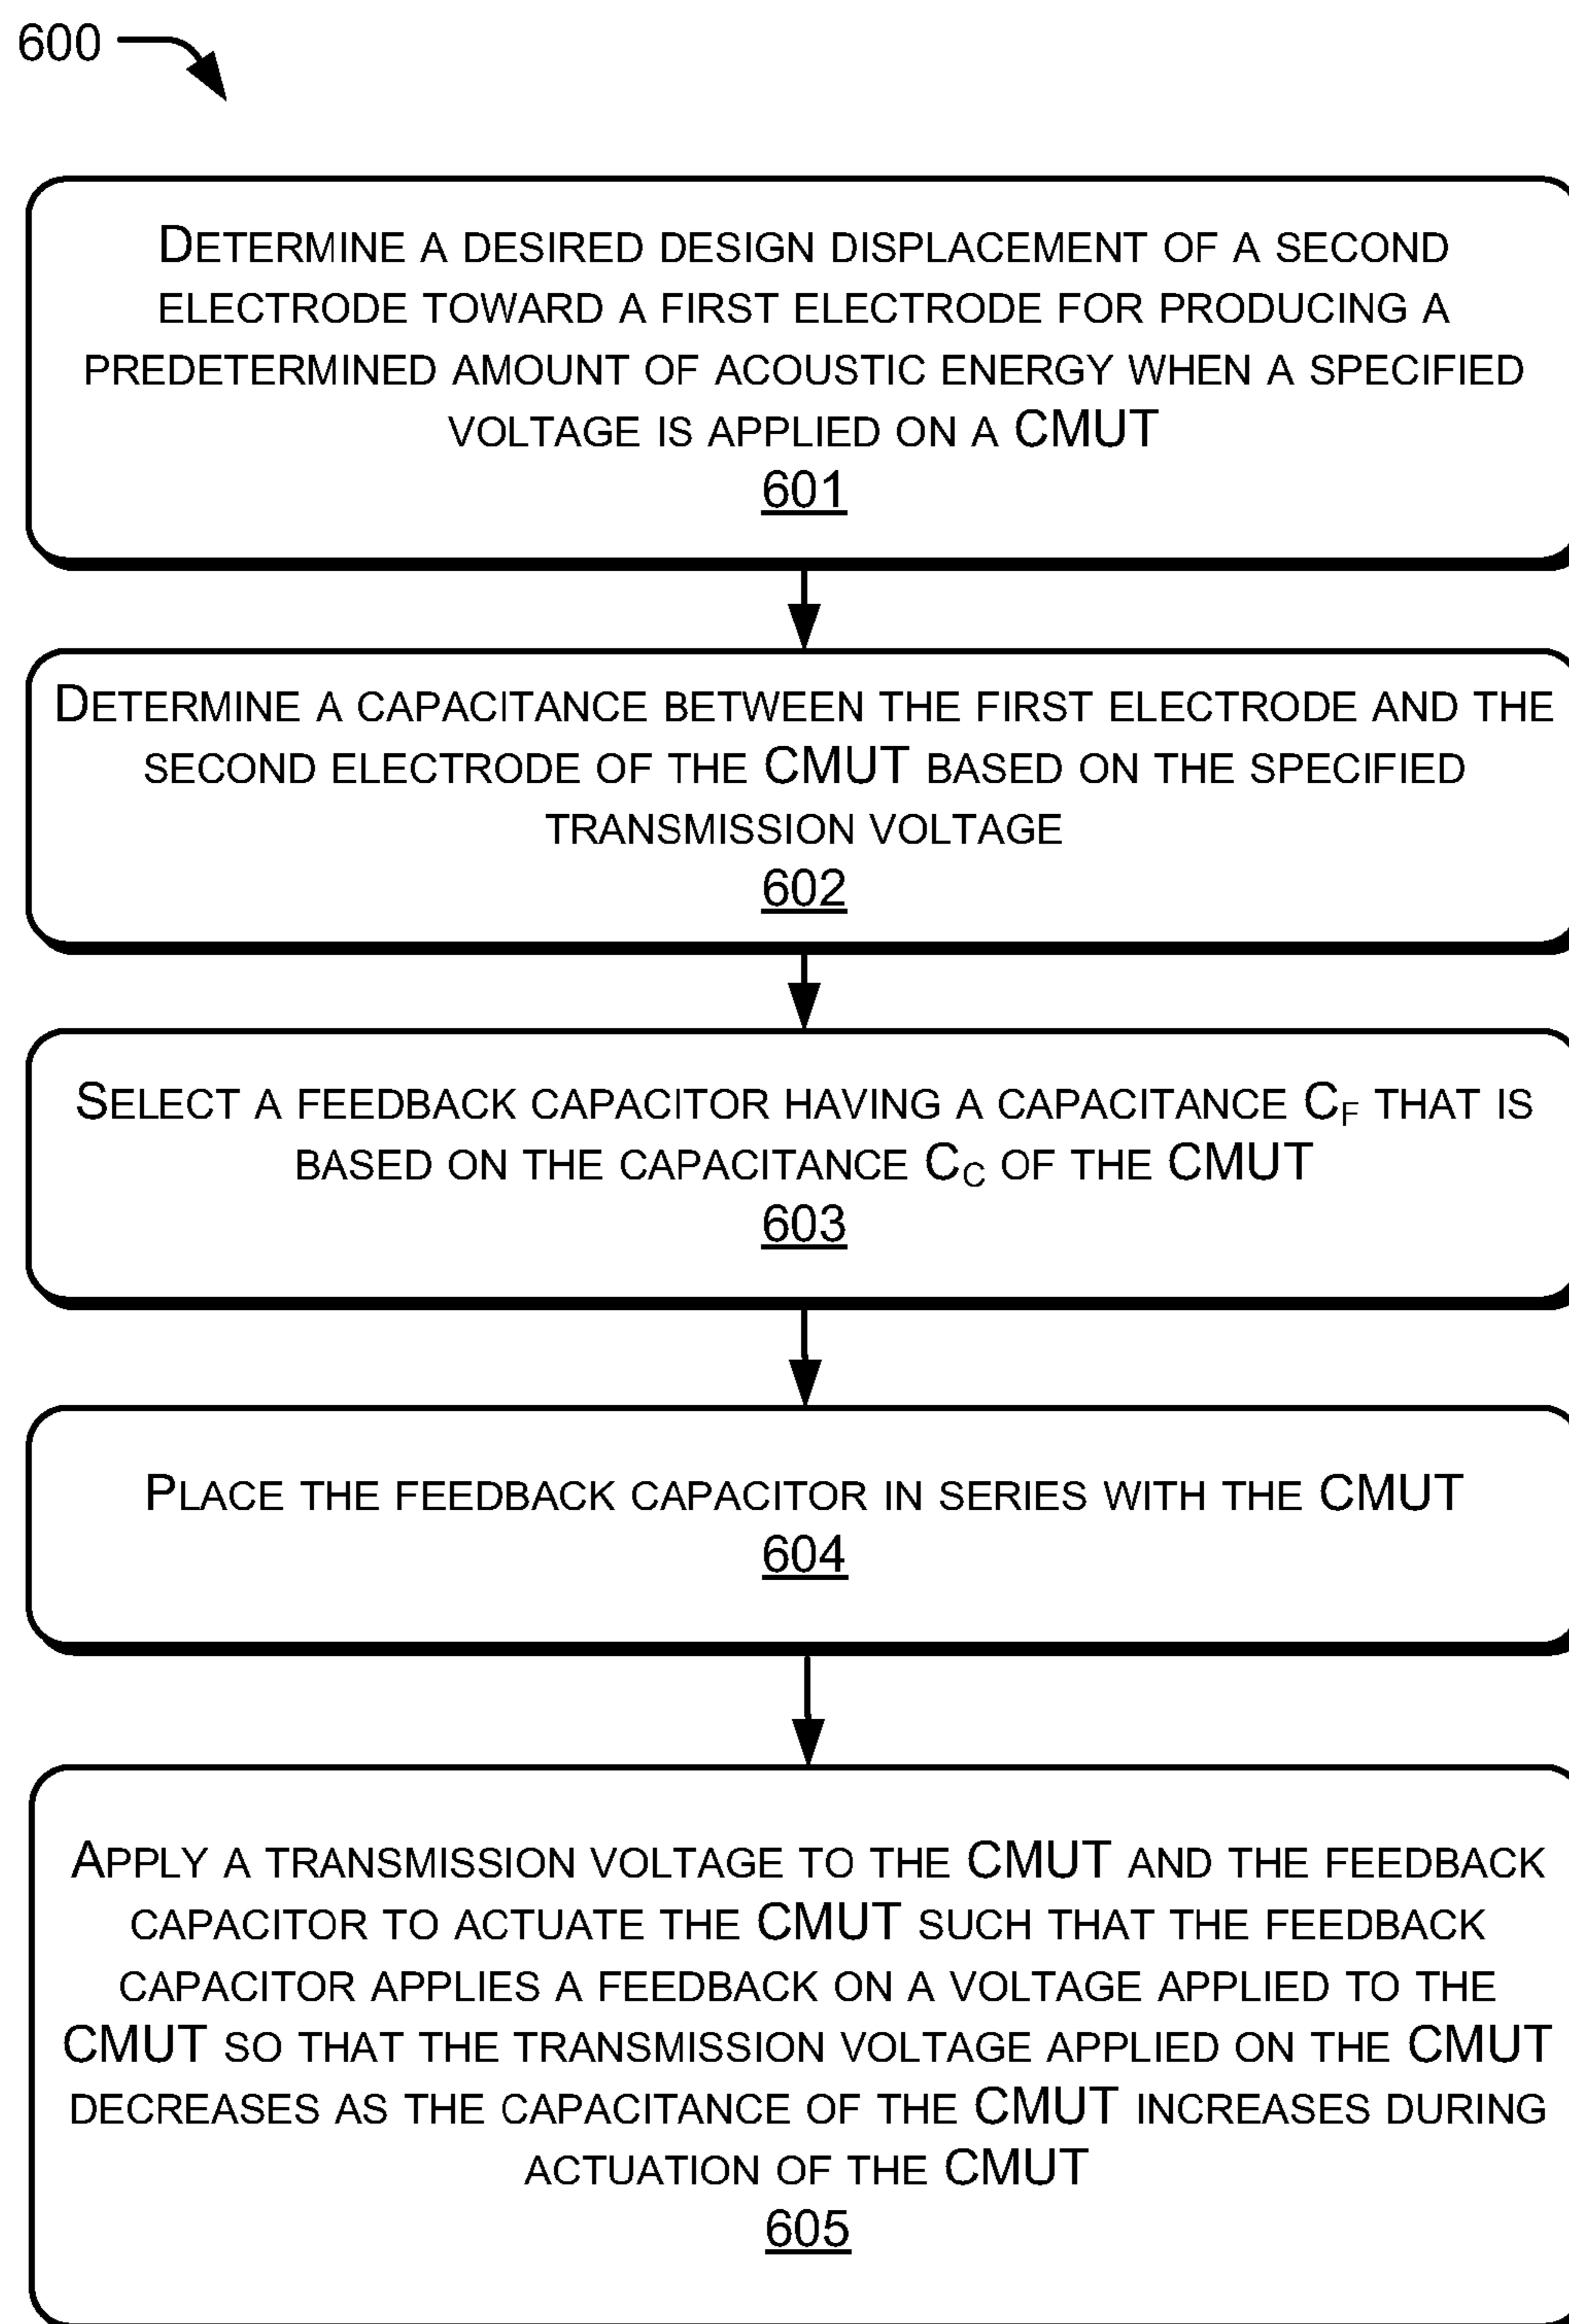 600
DETERMINE A DESIRED DESIGN DISPLACEMENT OF A SECOND
ELECTRODE TOWARD A FIRST ELECTRODE FOR PRODUCING A
PREDETERMINED AMOUNT OF ACOUSTIC ENERGY WHEN A SPECIFIED
VOLTAGE IS APPLIED ON A CMUT
601
DETERMINE A CAPACITANCE BETWEEN THE FIRST ELECTRODE AND THE
SECOND ELECTRODE OF THE CMUT BASED ON THE SPECIFIED
TRANSMISSION VOLTAGE
602
SELECT A FEEDBACK CAPACITOR HAVING A CAPACITANCE CF THAT IS
BASED ON THE CAPACITANCE CC OF THE CMUT
603
PLACE THE FEEDBACK CAPACITOR IN SERIES WITH THE CMUT
604
APPLY A TRANSMISSION VOLTAGE TO THE CMUT AND THE FEEDBACK
CAPACITOR TO ACTUATE THE CMUT SUCH THAT THE FEEDBACK
CAPACITOR APPLIES A FEEDBACK ON A VOLTAGE APPLIED TO THE
CMUT SO THAT THE TRANSMISSION VOLTAGE APPLIED ON THE CMUT
DECREASES AS THE CAPACITANCE OF THE CMUT INCREASES DURING
ACTUATION OF THE CMUT
605